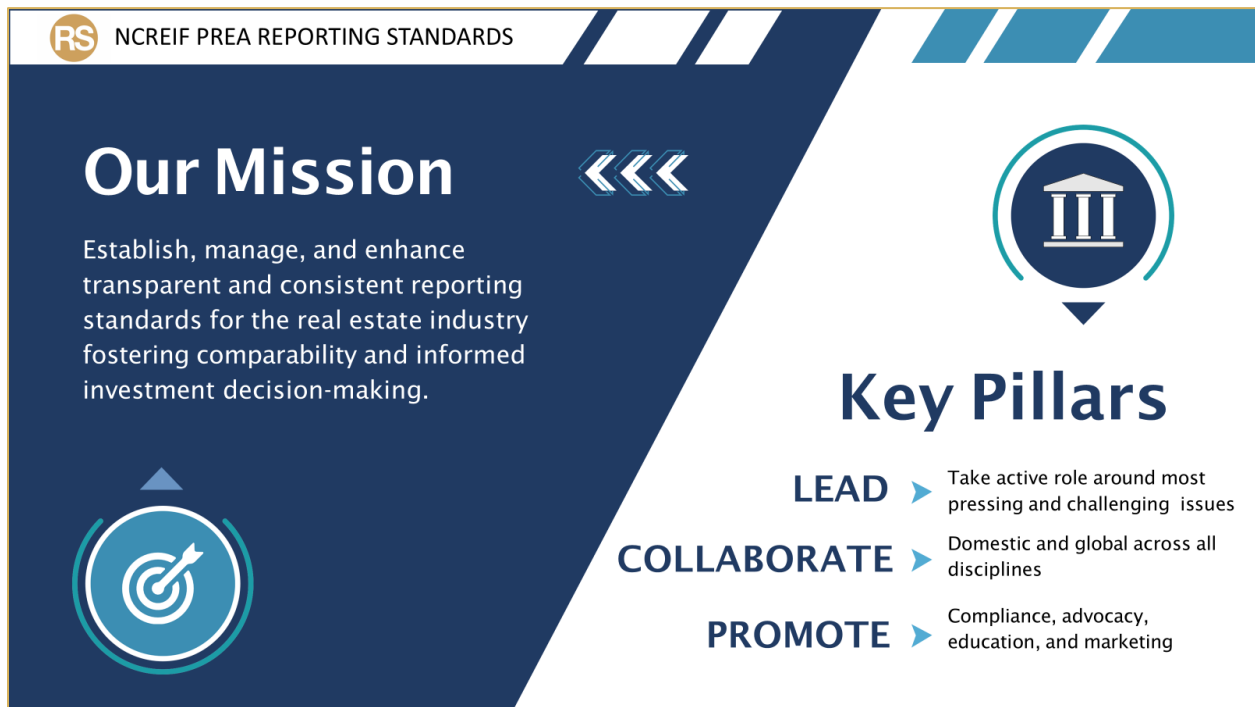 RS NCREIF PREA REPORTING STANDARDS
Our Mission
Establish, manage, and enhance
transparent and consistent reporting
standards for the real estate industry
fostering comparability and informed
investment decision-making.
Key Pillars
LEAD
Take active role around most
pressing and challenging issues
COLLABORATE
Domestic and global across all
disciplines
PROMOTE
Compliance, advocacy,
education, and marketing